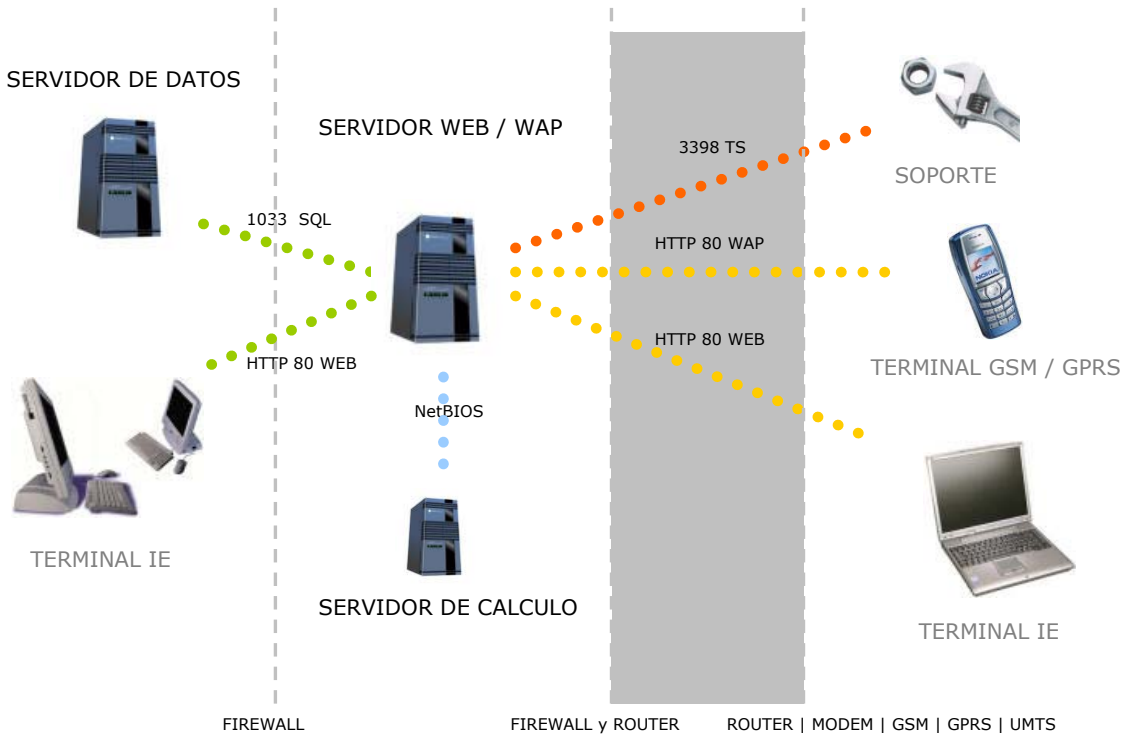 SERVIDOR DE DATOS
SERVIDOR WEB / WAP
3398 TS
SOPORTE
1033  SQL
HTTP 80 WAP
NOKIA
HTTP 80 WEB
HTTP 80 WEB
TERMINAL GSM / GPRS
NetBIOS
TERMINAL IE
SERVIDOR DE CALCULO
TERMINAL IE
FIREWALL
FIREWALL y ROUTER
ROUTER | MODEM | GSM | GPRS | UMTS